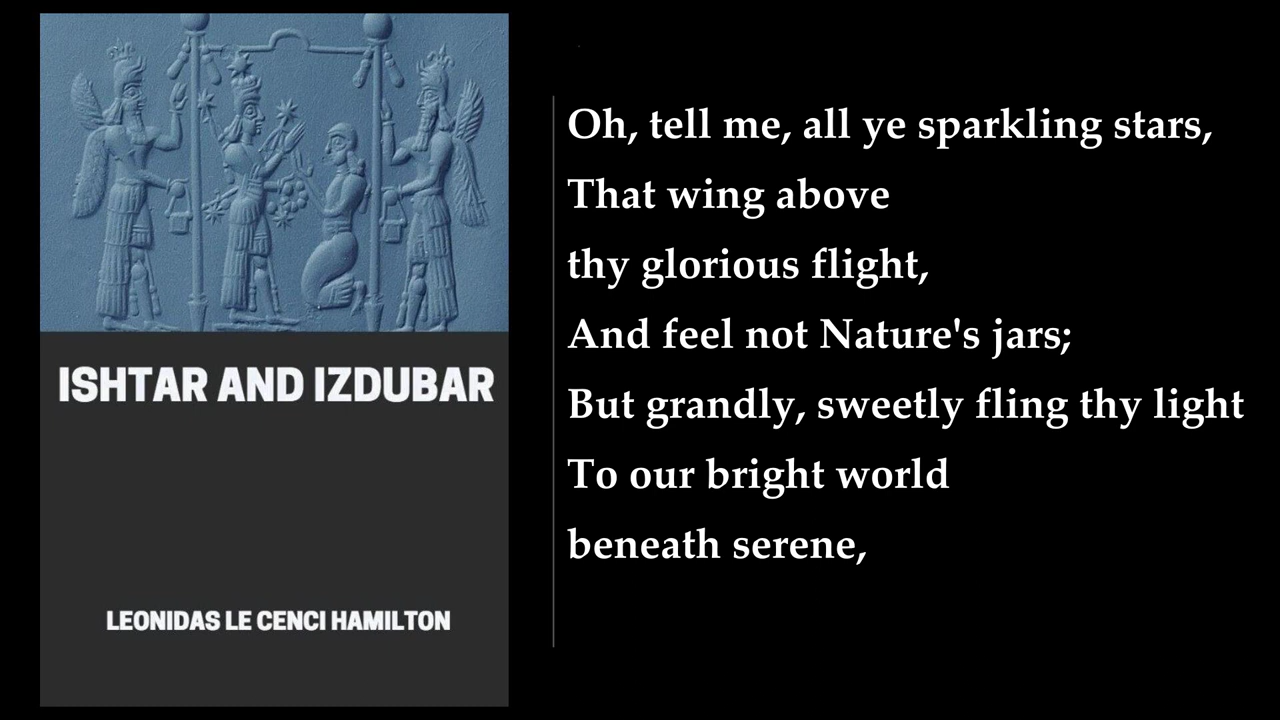 ISHTAR AND IZDUBAR
LEONIDAS LE CENCI HAMILTON
Oh, tell me, all ye sparkling stars,
That wing above
thy glorious flight,
And feel not Nature's jars;
But grandly, sweetly fling thy light
To our bright world
beneath serene,